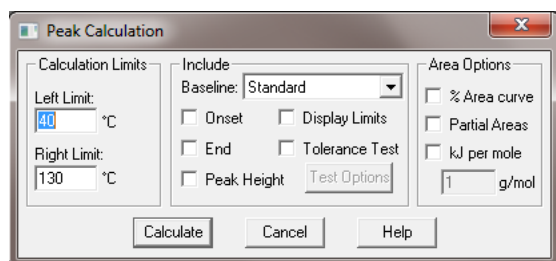 Peak Calculation
Calculation Limits
Left Limit:
40 °C
Right Limit:
130 °C
Include
Baseline: Standard
Onset Display Limits
End Tolerance Test
Peak Height Test Options
Area Options
% Area curve
Partial Areas
kJ per mole
1 g/mol
Calculate Cancel Help